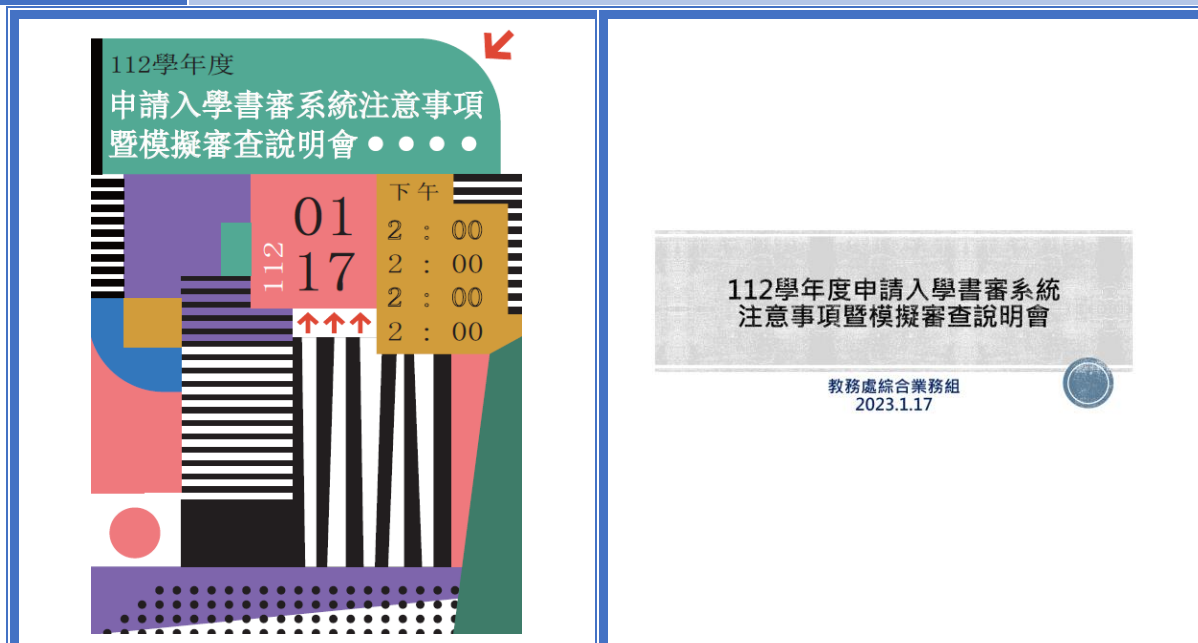 112學年度
申請入學書審系統注意事項
暨模擬審查說明會
112
01
17
下午
2 : 00
2 : 00
2 : 00
2 : 00
112學年度申請入學書審系統
注意事項暨模擬審查說明會
教務處綜合業務組
2023.1.17